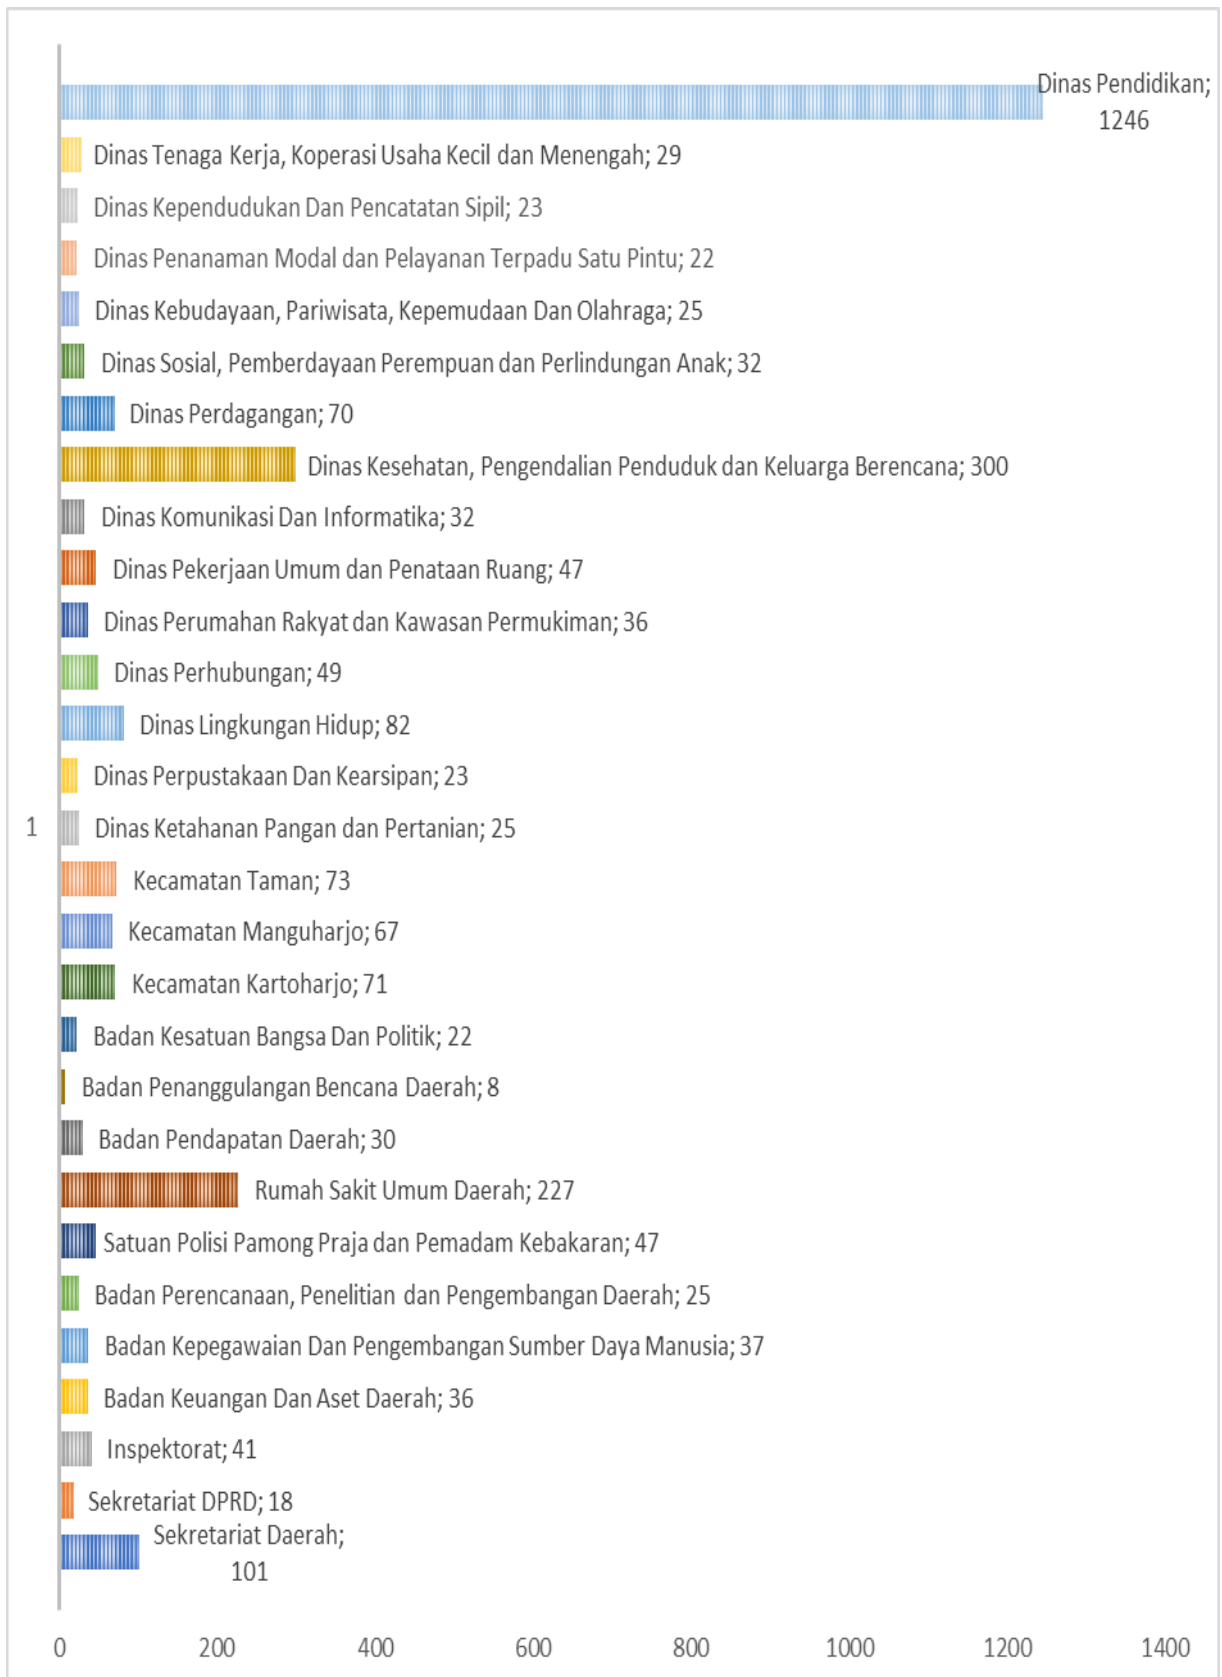 Dinas Pendidikan;
1246
Dinas Tenaga Kerja, Koperasi Usaha Kecil dan Menengah; 29
Dinas Kependudukan Dan Pencatatan Sipil; 23
Dinas Penanaman Modal dan Pelayanan Terpadu Satu Pintu; 22
Dinas Kebudayaan, Pariwisata, Kepemudaan Dan Olahraga; 25
Dinas Sosial, Pemberdayaan Perempuan dan Perlindungan Anak; 32
Dinas Perdagangan; 70
Dinas Kesehatan, Pengendalian Penduduk dan Keluarga Berencana; 300
Dinas Komunikasi Dan Informatika; 32
Dinas Pekerjaan Umum dan Penataan Ruang; 47
Dinas Perumahan Rakyat dan Kawasan Permukiman; 36
Dinas Perhubungan; 49
Dinas Lingkungan Hidup; 82
Dinas Perpustakaan Dan Kearsipan; 23
1
Dinas Ketahanan Pangan dan Pertanian; 25
Kecamatan Taman; 73
Kecamatan Manguharjo; 67
Kecamatan Kartoharjo; 71
Badan Kesatuan Bangsa Dan Politik; 22
Badan Penanggulangan Bencana Daerah; 8
Badan Pendapatan Daerah; 30
Rumah Sakit Umum Daerah; 227
Satuan Polisi Pamong Praja dan Pemadam Kebakaran; 47
Badan Perencanaan, Penelitian dan Pengembangan Daerah; 25
Badan Kepegawaian Dan Pengembangan Sumber Daya Manusia; 37
Badan Keuangan Dan Aset Daerah; 36
Inspektorat; 41
Sekretariat DPRD; 18
Sekretariat Daerah;
101
0 200 400 600 800 1000 1200 1400